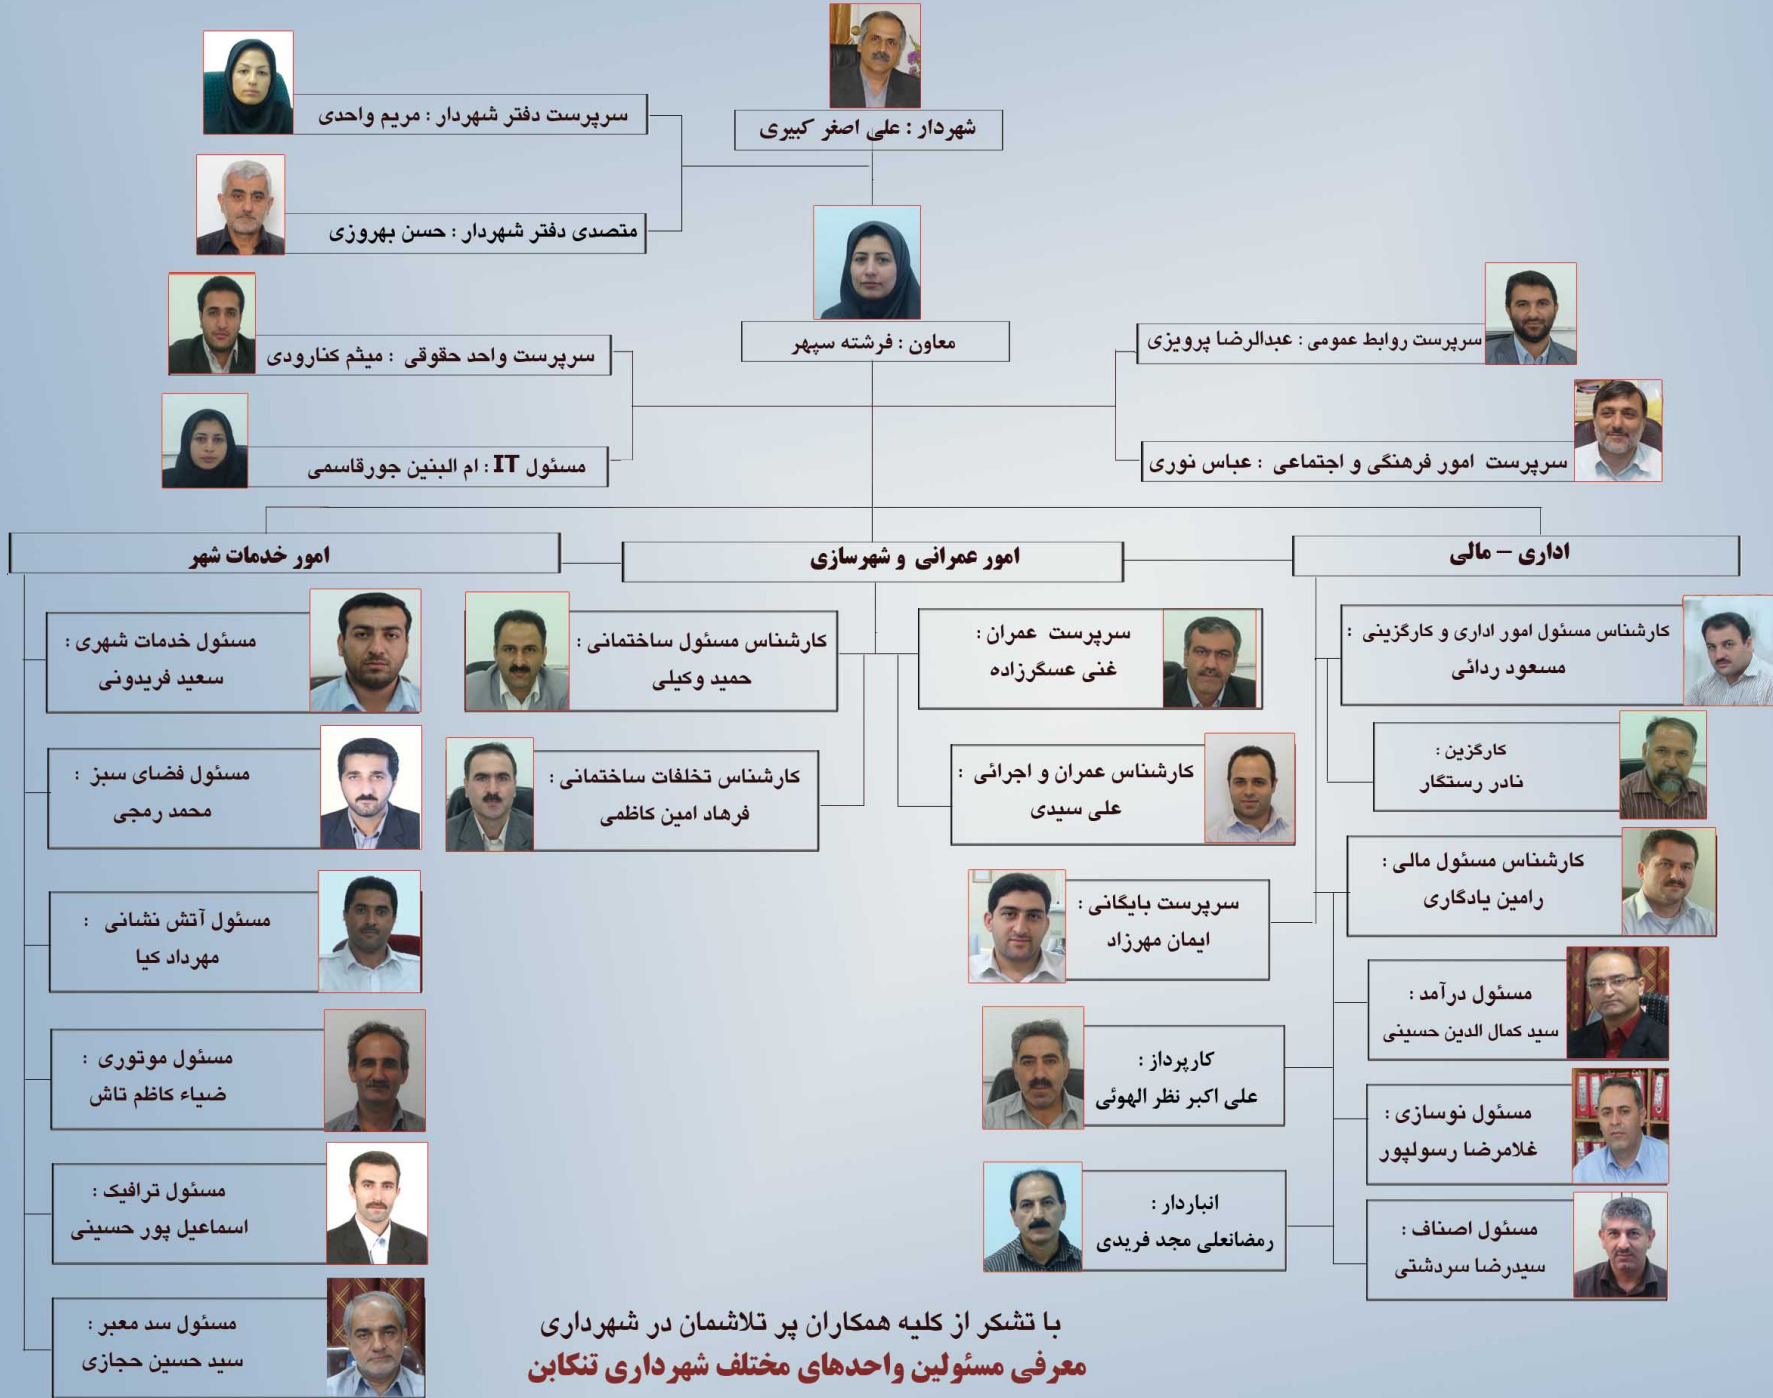 شهردار : علی اصغر کبیری
سرپرست دفتر شهردار : مریم واحدی
متصدی دفتر شهردار : حسن بهروزی
معاون : فرشته سپهر
سرپرست روابط عمومی : عبدالرضا پرویزی
سرپرست واحد حقوقی : میثم کنارودی
سرپرست امور فرهنگی و اجتماعی : عباس نوری
مسئول IT : ام البنین جورقاسمی
اداری – مالی
امور عمرانی و شهرسازی
امور خدمات شهر
کارشناس مسئول امور اداری و کارگزینی :
مسعود ردائی
کارگزین :
نادر رستگار
کارشناس مسئول مالی :
رامین یادگاری
مسئول درآمد :
سید کمال الدین حسینی
مسئول نوسازی :
غلامرضا رسولپور
مسئول اصناف :
سیدرضا سردشتی
سرپرست بایگانی :
ایمان مهرزاد
کارپرداز :
علی اکبر نظر الهوئی
انباردار :
رمضانعلی مجد فریدی
سرپرست عمران :
غنی عسگرزاده
کارشناس عمران و اجرائی :
علی سیدی
کارشناس مسئول ساختمانی :
حمید وکیلی
کارشناس تخلفات ساختمانی :
فرهاد امین کاظمی
مسئول خدمات شهری :
سعید فریدونی
مسئول فضای سبز :
محمد رمجی
مسئول آتش نشانی :
مهرداد کیا
مسئول موتوری :
ضیاء کاظم تاش
مسئول ترافیک :
اسماعیل پور حسینی
مسئول سد معبر :
سید حسین حجازی
با تشکر از کلیه همکاران پر تلاشمان در شهرداری
معرفی مسئولین واحدهای مختلف شهرداری تنکابن